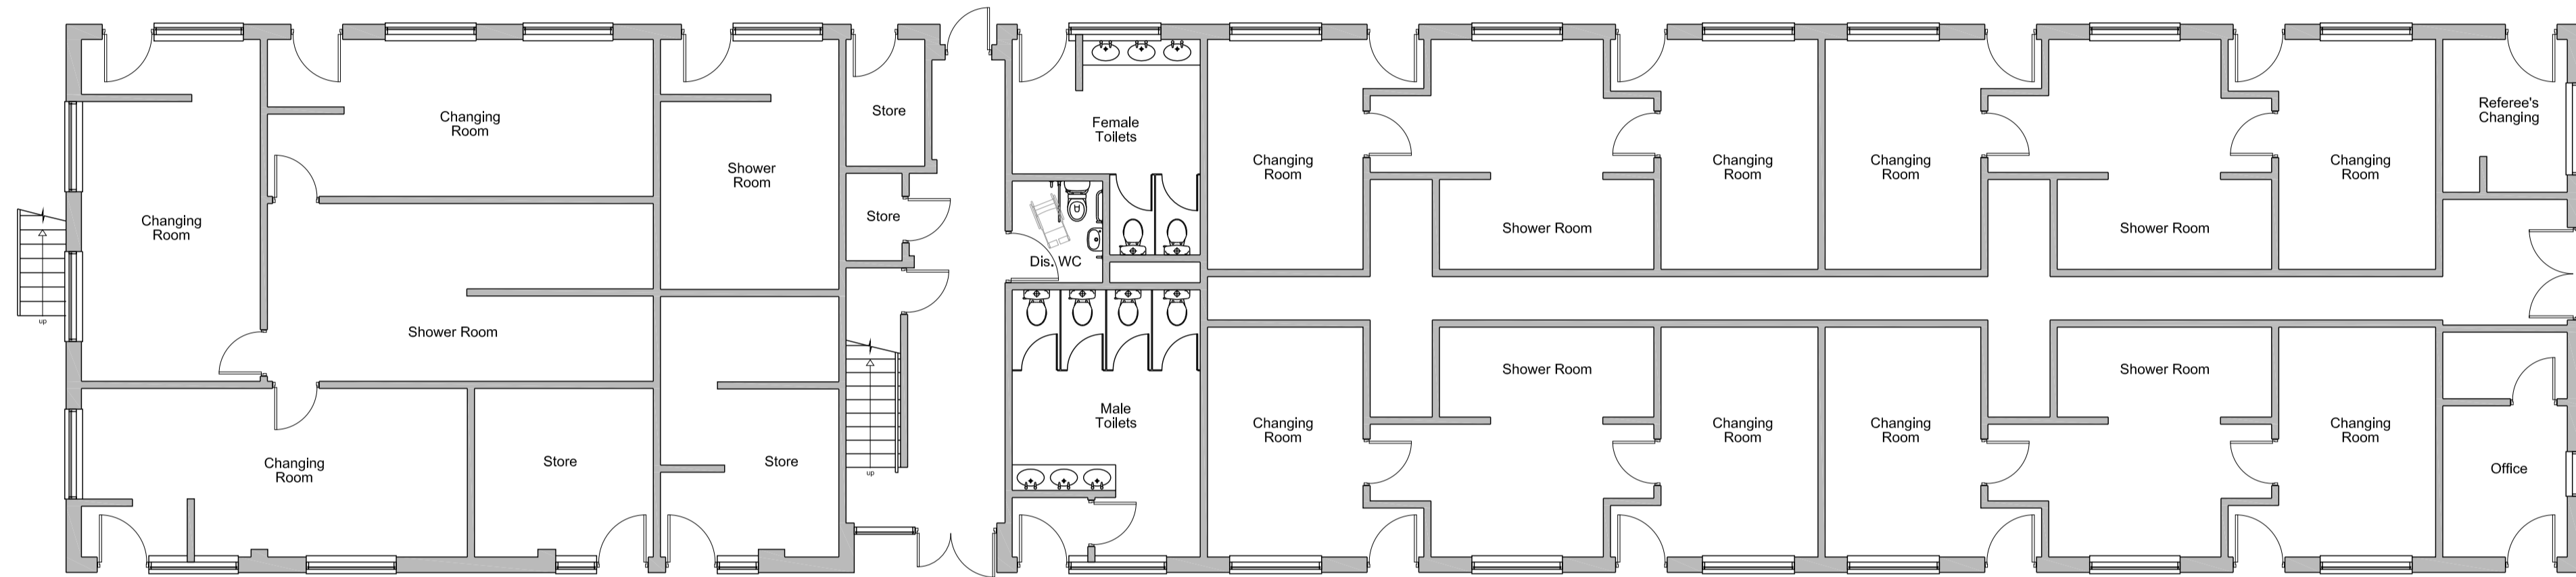 Changing
Room
Changing
Room
Shower
Room
Store
Store
Female
Toilets
Dis. WC
Changing
Room
Shower Room
Changing
Room
Changing
Room
Shower Room
Changing
Room
Referee's
Changing
up
Shower Room
Changing
Room
Store
Store
up
Male
Toilets
Changing
Room
Shower Room
Changing
Room
Changing
Room
Shower Room
Changing
Room
Office